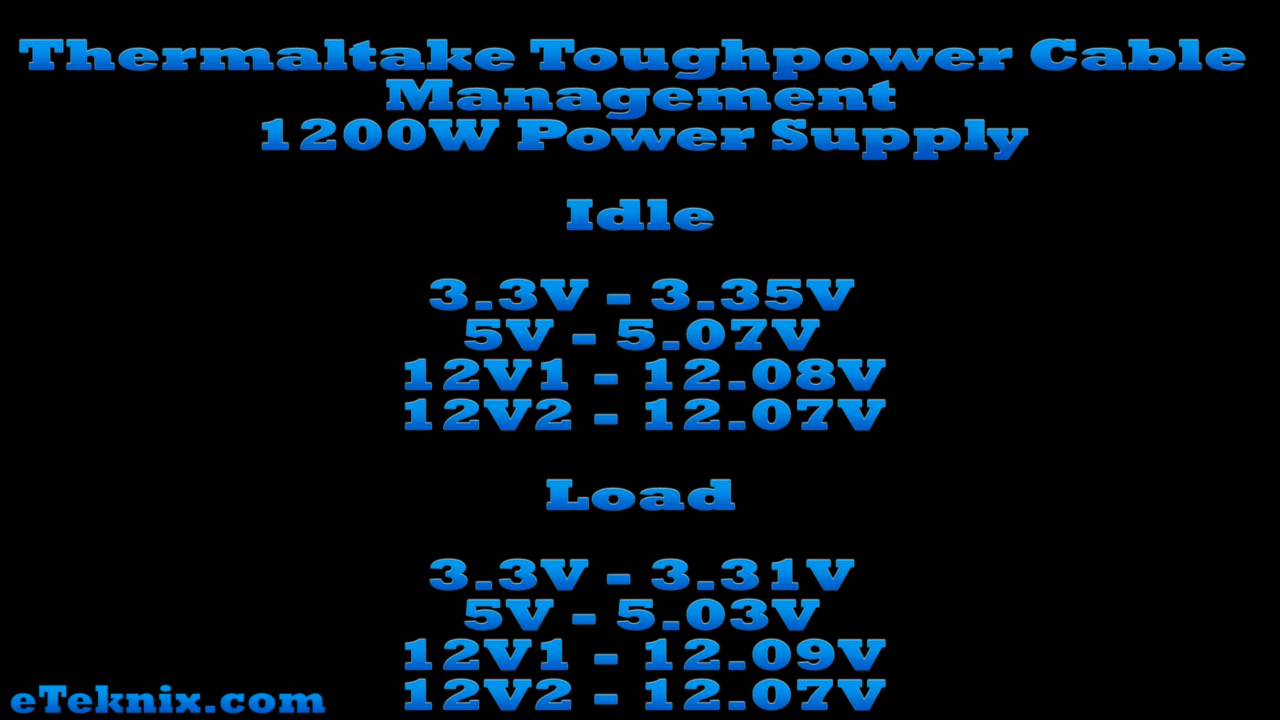 Thermaltake Toughpower Cable
Management
1200W Power Supply
Idle
3.3V - 3.35V
5V - 5.07V
12V1 - 12.08V
12V2 - 12.07V
Load
3.3V - 3.31V
5V - 5.03V
12V1 - 12.09V
12V2 - 12.07V
eTeknix.com